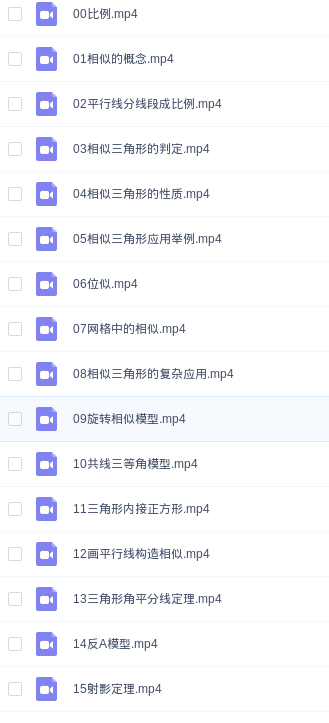 00比例.mp4
01相似的概念.mp4
02平行线分线段成比例.mp4
03相似三角形的判定.mp4
04相似三角形的性质.mp4
05相似三角形应用举例.mp4
06位似.mp4
07网格中的相似.mp4
08相似三角形的复杂应用.mp4
09旋转相似模型.mp4
10共线三等角模型.mp4
11三角形内接正方形.mp4
12画平行线构造相似.mp4
13三角形角平分线定理.mp4
14反A模型.mp4
15射影定理.mp4